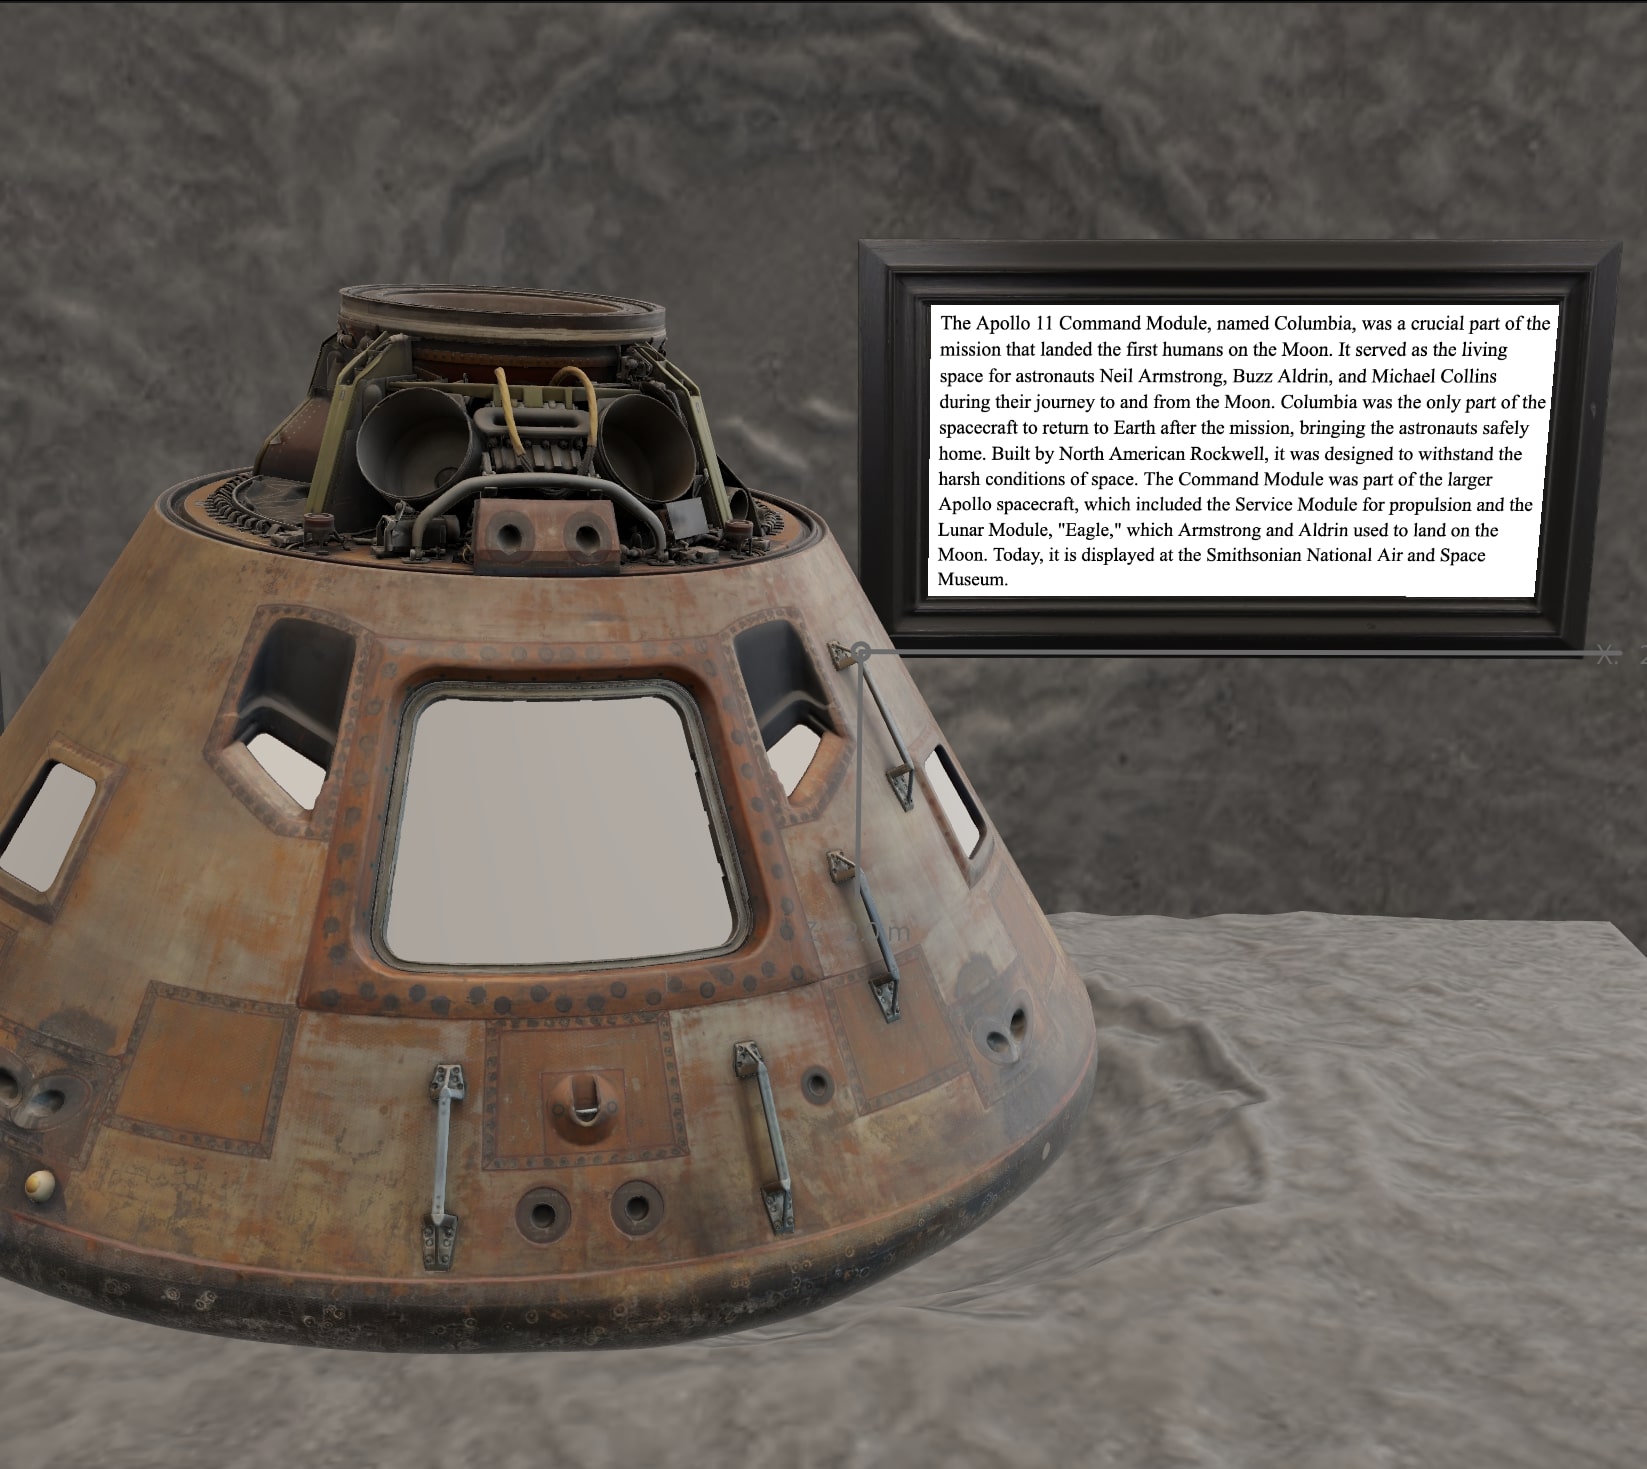 The Apollo 11 Command Module, named Columbia, was a crucial part of the
mission that landed the first humans on the Moon. It served as the living
space for astronauts Neil Armstrong, Buzz Aldrin, and Michael Collins
during their journey to and from the Moon. Columbia was the only part of the
spacecraft to return to Earth after the mission, bringing the astronauts safely
home. Built by North American Rockwell, it was designed to withstand the
harsh conditions of space. The Command Module was part of the larger
Apollo spacecraft, which included the Service Module for propulsion and the
Lunar Module, "Eagle," which Armstrong and Aldrin used to land on the
Moon. Today, it is displayed at the Smithsonian National Air and Space
Museum.
X:
m